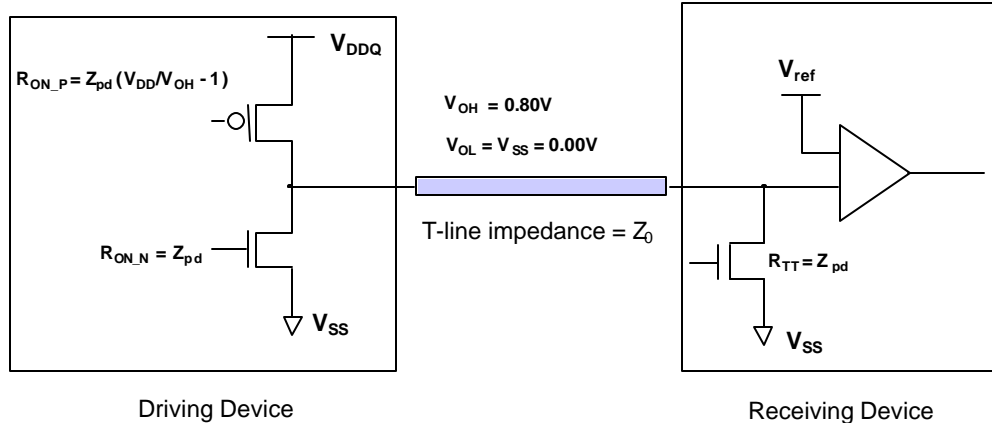 V_DDQ
R_ON_P = Z_pd (V_DD/V_OH - 1)
V_OH = 0.80V
V_OL = V_SS = 0.00V
V_ref
T-line impedance = Z_0
R_ON_N = Z_pd
R_TT = Z_pd
V_SS
V_SS
Driving Device
Receiving Device